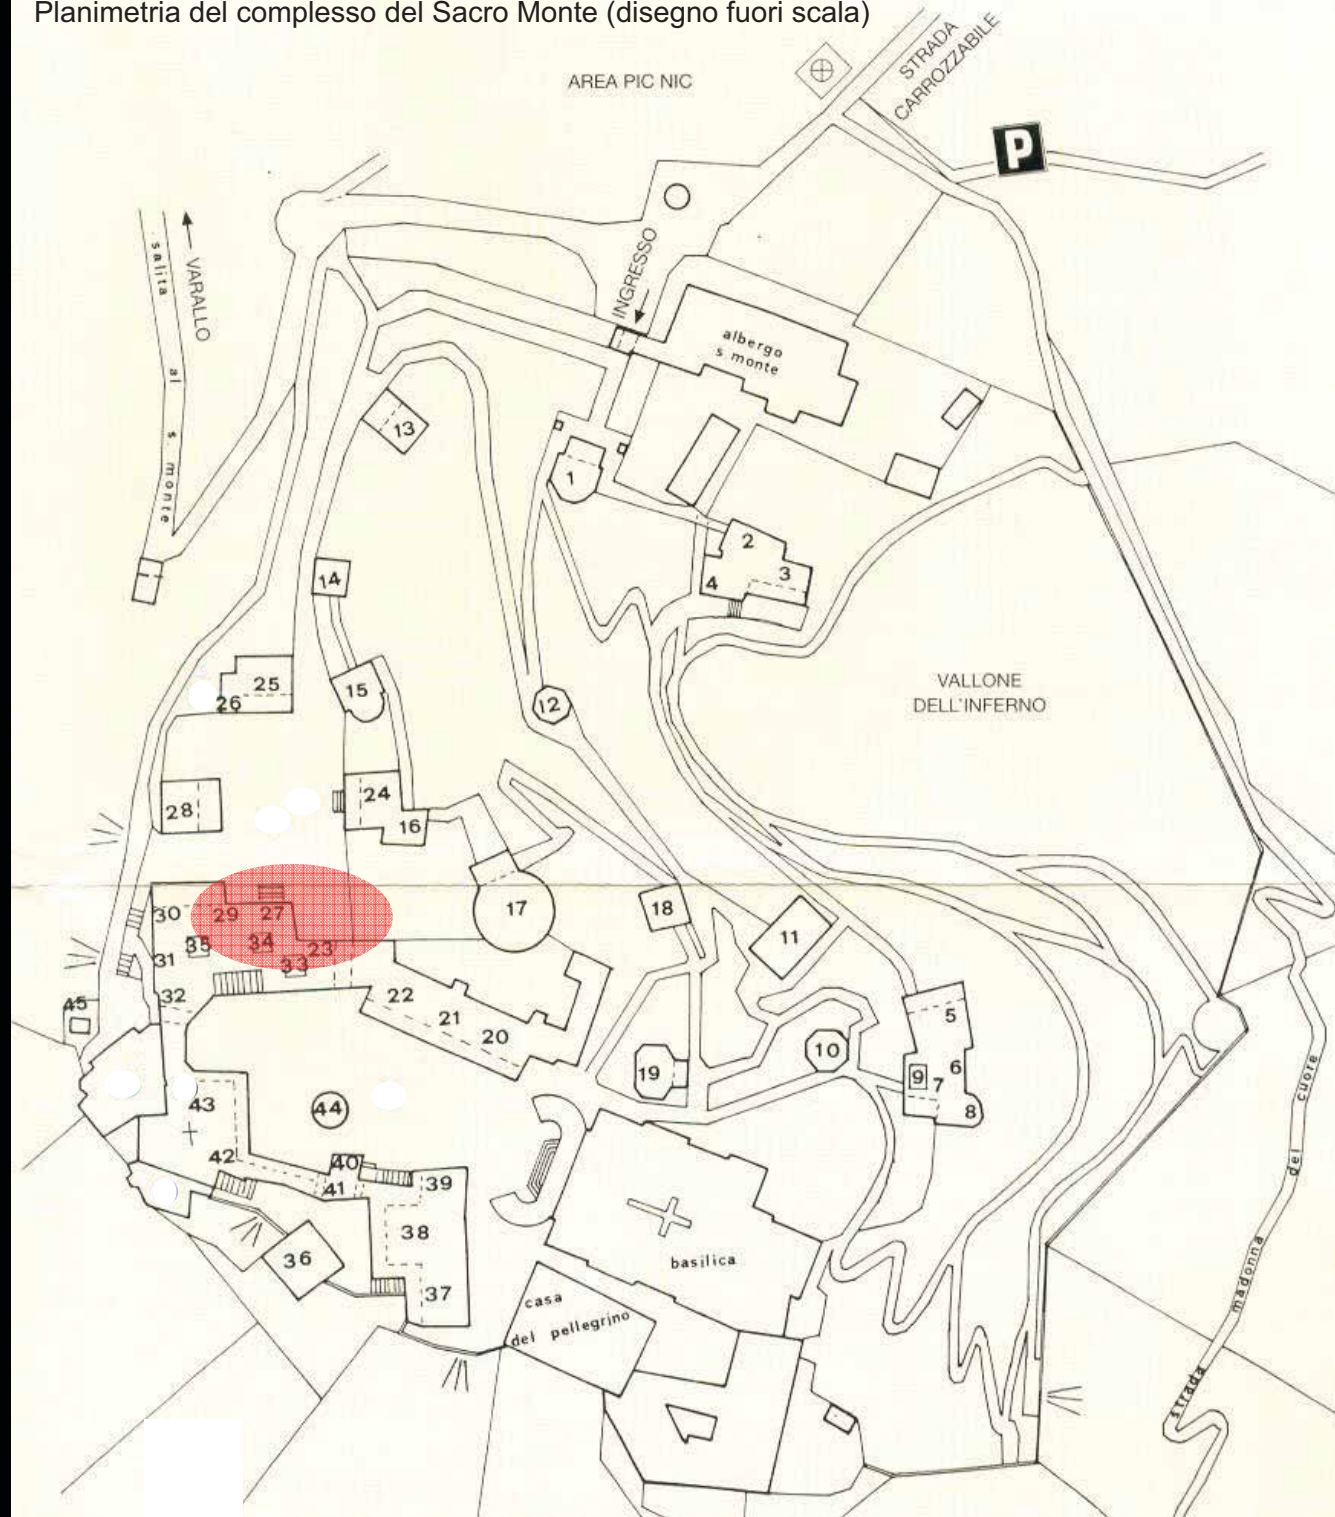 Planimetria del complesso del Sacro Monte (disegno fuori scala)
AREA PIC NIC
STRADA
CARROZZABILE
P
INGRESSO
VARALLO
salita al s. monte
albergo
s monte
13
1
2
3
4
14
VALLONE
DELL'INFERNO
25
26
15
12
28
24
16
30
29
27
17
18
11
35
34
23
33
31
32
22
21
20
45
5
6
9
7
8
10
19
43
44
42
40
41
39
38
36
37
basilica
casa
del pellegrino
strada madonna del cuore